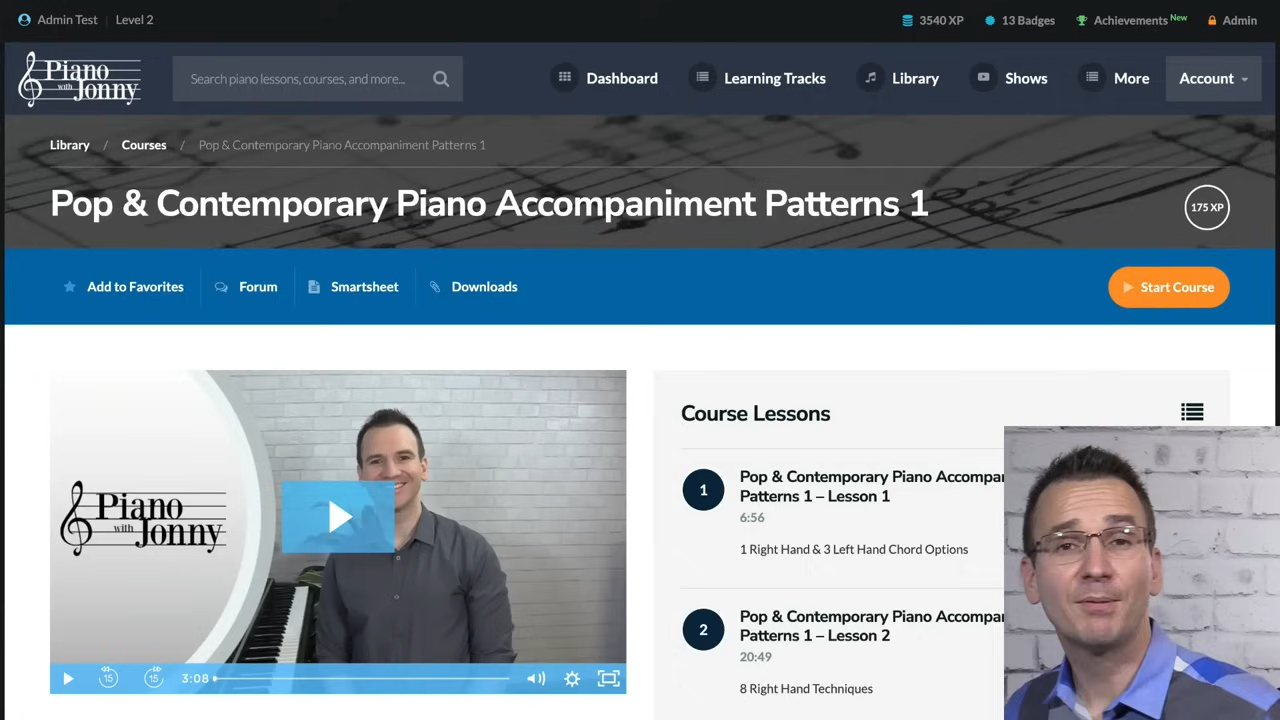 Admin Test
Level 2
3540 XP
13 Badges
Achievements New
Admin
Piano with Jonny
Search piano lessons, courses, and more...
Dashboard
Learning Tracks
Library
Shows
More
Account
Library / Courses / Pop & Contemporary Piano Accompaniment Patterns 1
Pop & Contemporary Piano Accompaniment Patterns 1
175 XP
Add to Favorites
Forum
Smartsheet
Downloads
Start Course
Piano
with
Jonny
15
15
3:08
Course Lessons
1
Pop & Contemporary Piano Accompan
Patterns 1 – Lesson 1
6:56
1 Right Hand & 3 Left Hand Chord Options
2
Pop & Contemporary Piano Accompan
Patterns 1 – Lesson 2
20:49
8 Right Hand Techniques